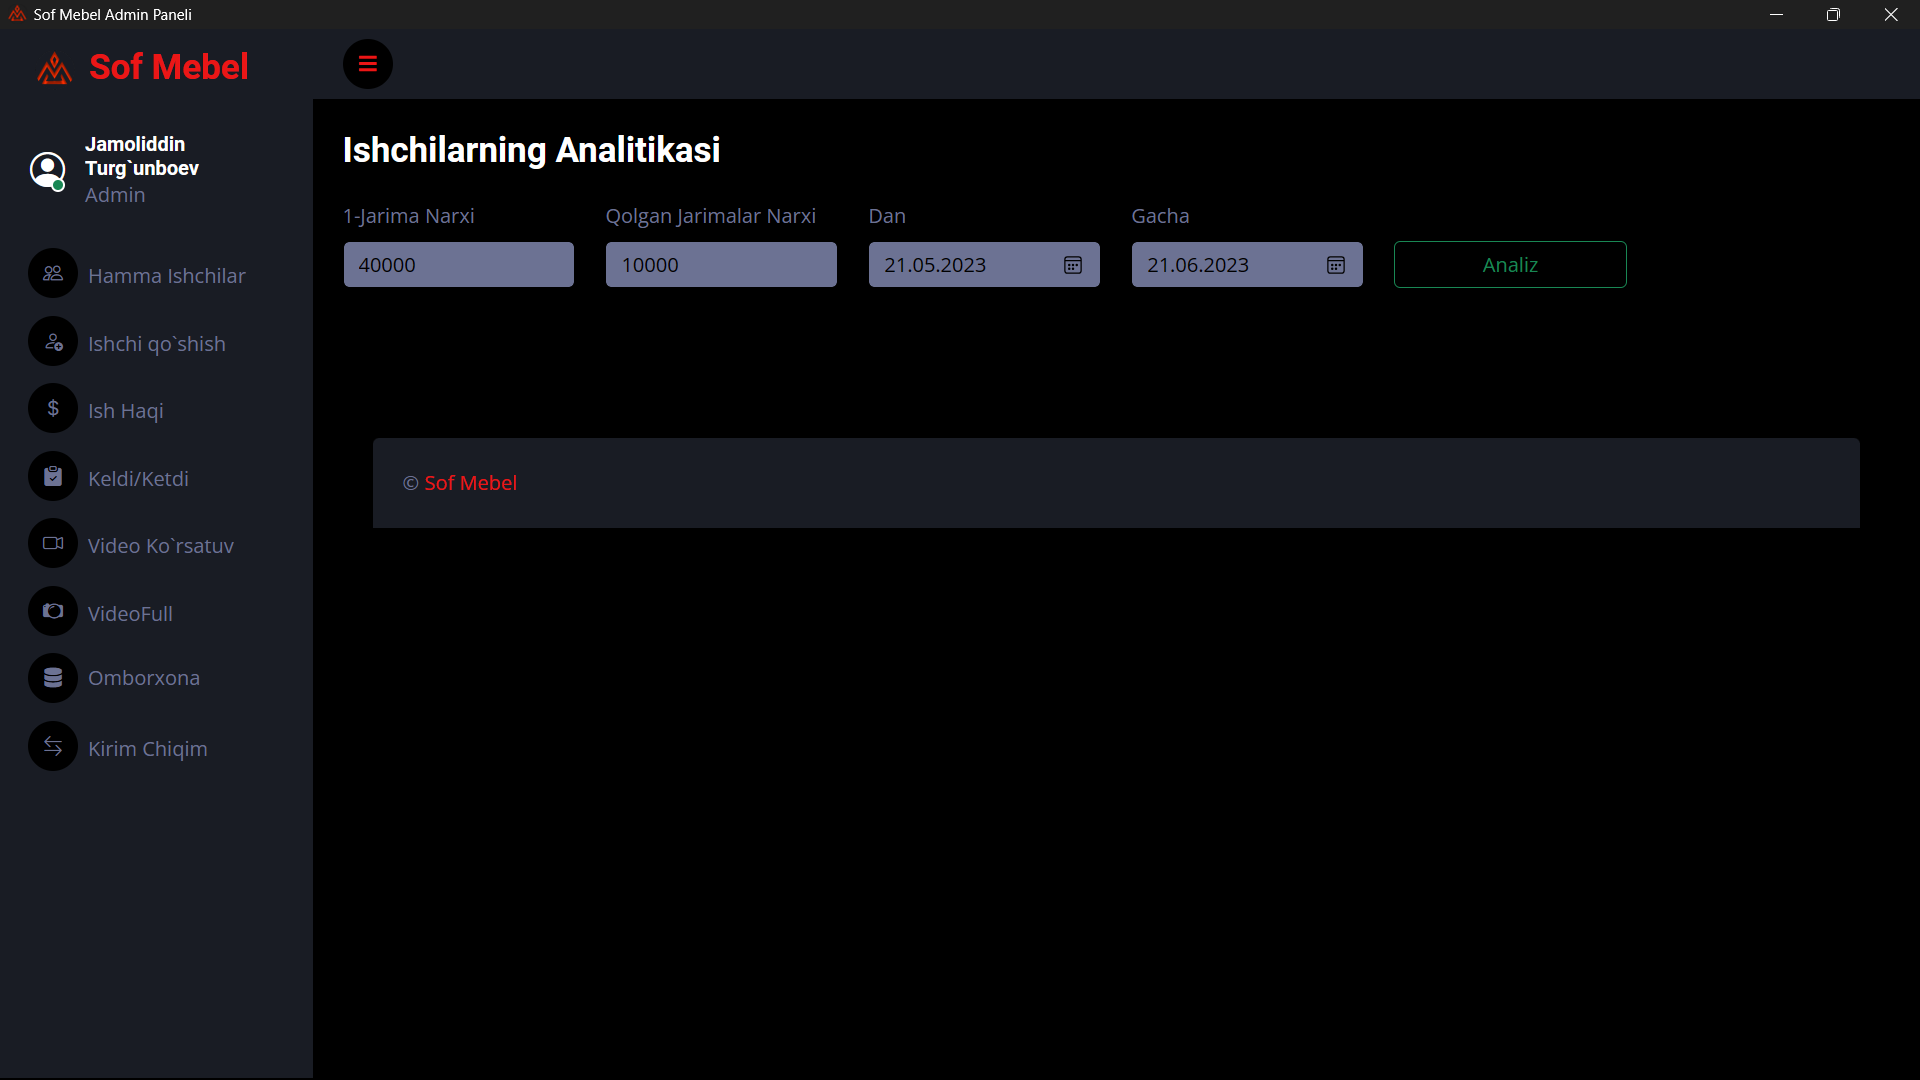 Sof Mebel Admin Paneli
Sof Mebel
Jamoliddin
Turg`unboev
Admin
Hamma Ishchilar
Ishchi qo`shish
Ish Haqi
Keldi/Ketdi
Video Ko`rsatuv
VideoFull
Omborxona
Kirim Chiqim
Ishchilarning Analitikasi
1-Jarima Narxi
40000
Qolgan Jarimalar Narxi
10000
Dan
21.05.2023
Gacha
21.06.2023
Analiz
© Sof Mebel